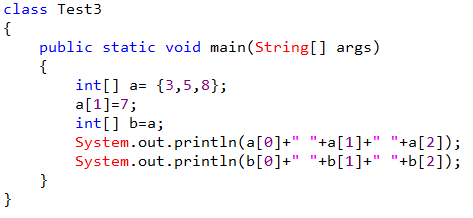 class Test3
{
    public static void main(String[] args)
    {
        int[] a= {3,5,8};
        a[1]=7;
        int[] b=a;
        System.out.println(a[0]+" "+a[1]+" "+a[2]);
        System.out.println(b[0]+" "+b[1]+" "+b[2]);
    }
}